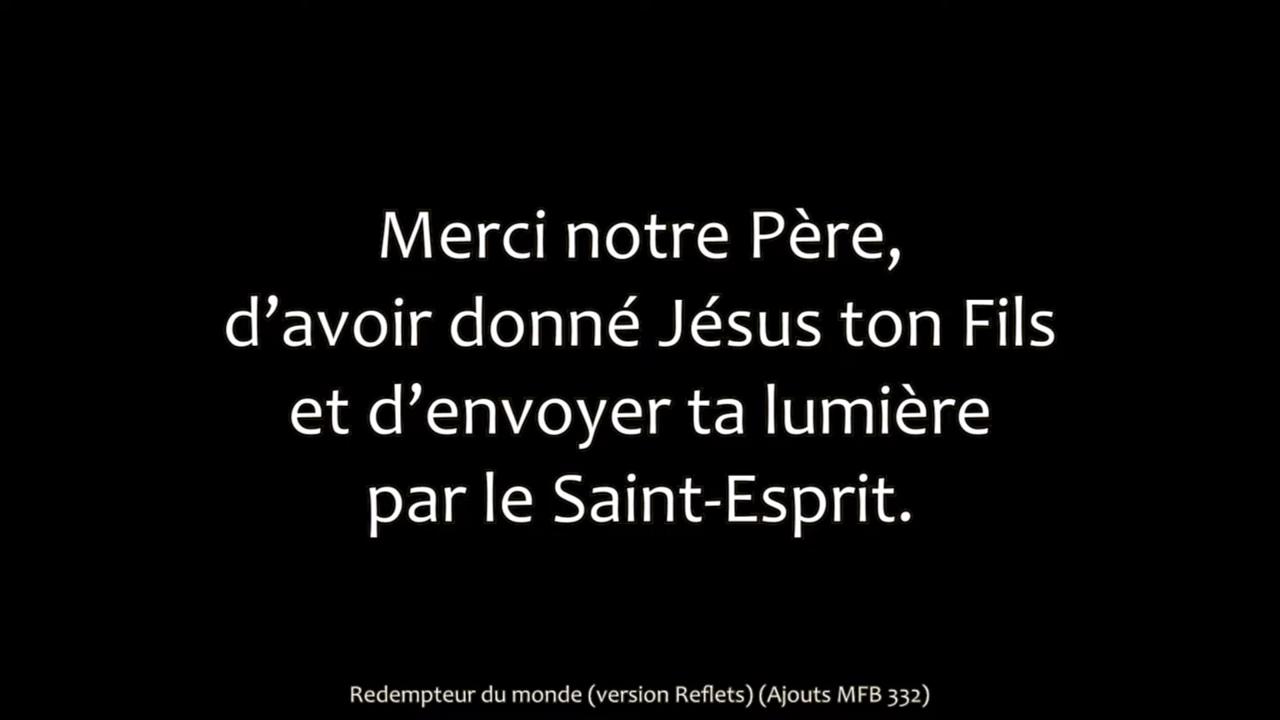 Merci notre Père,
d’avoir donné Jésus ton Fils
et d’envoyer ta lumière
par le Saint-Esprit.
Redempteur du monde (version Reflets) (Ajouts MFB 332)